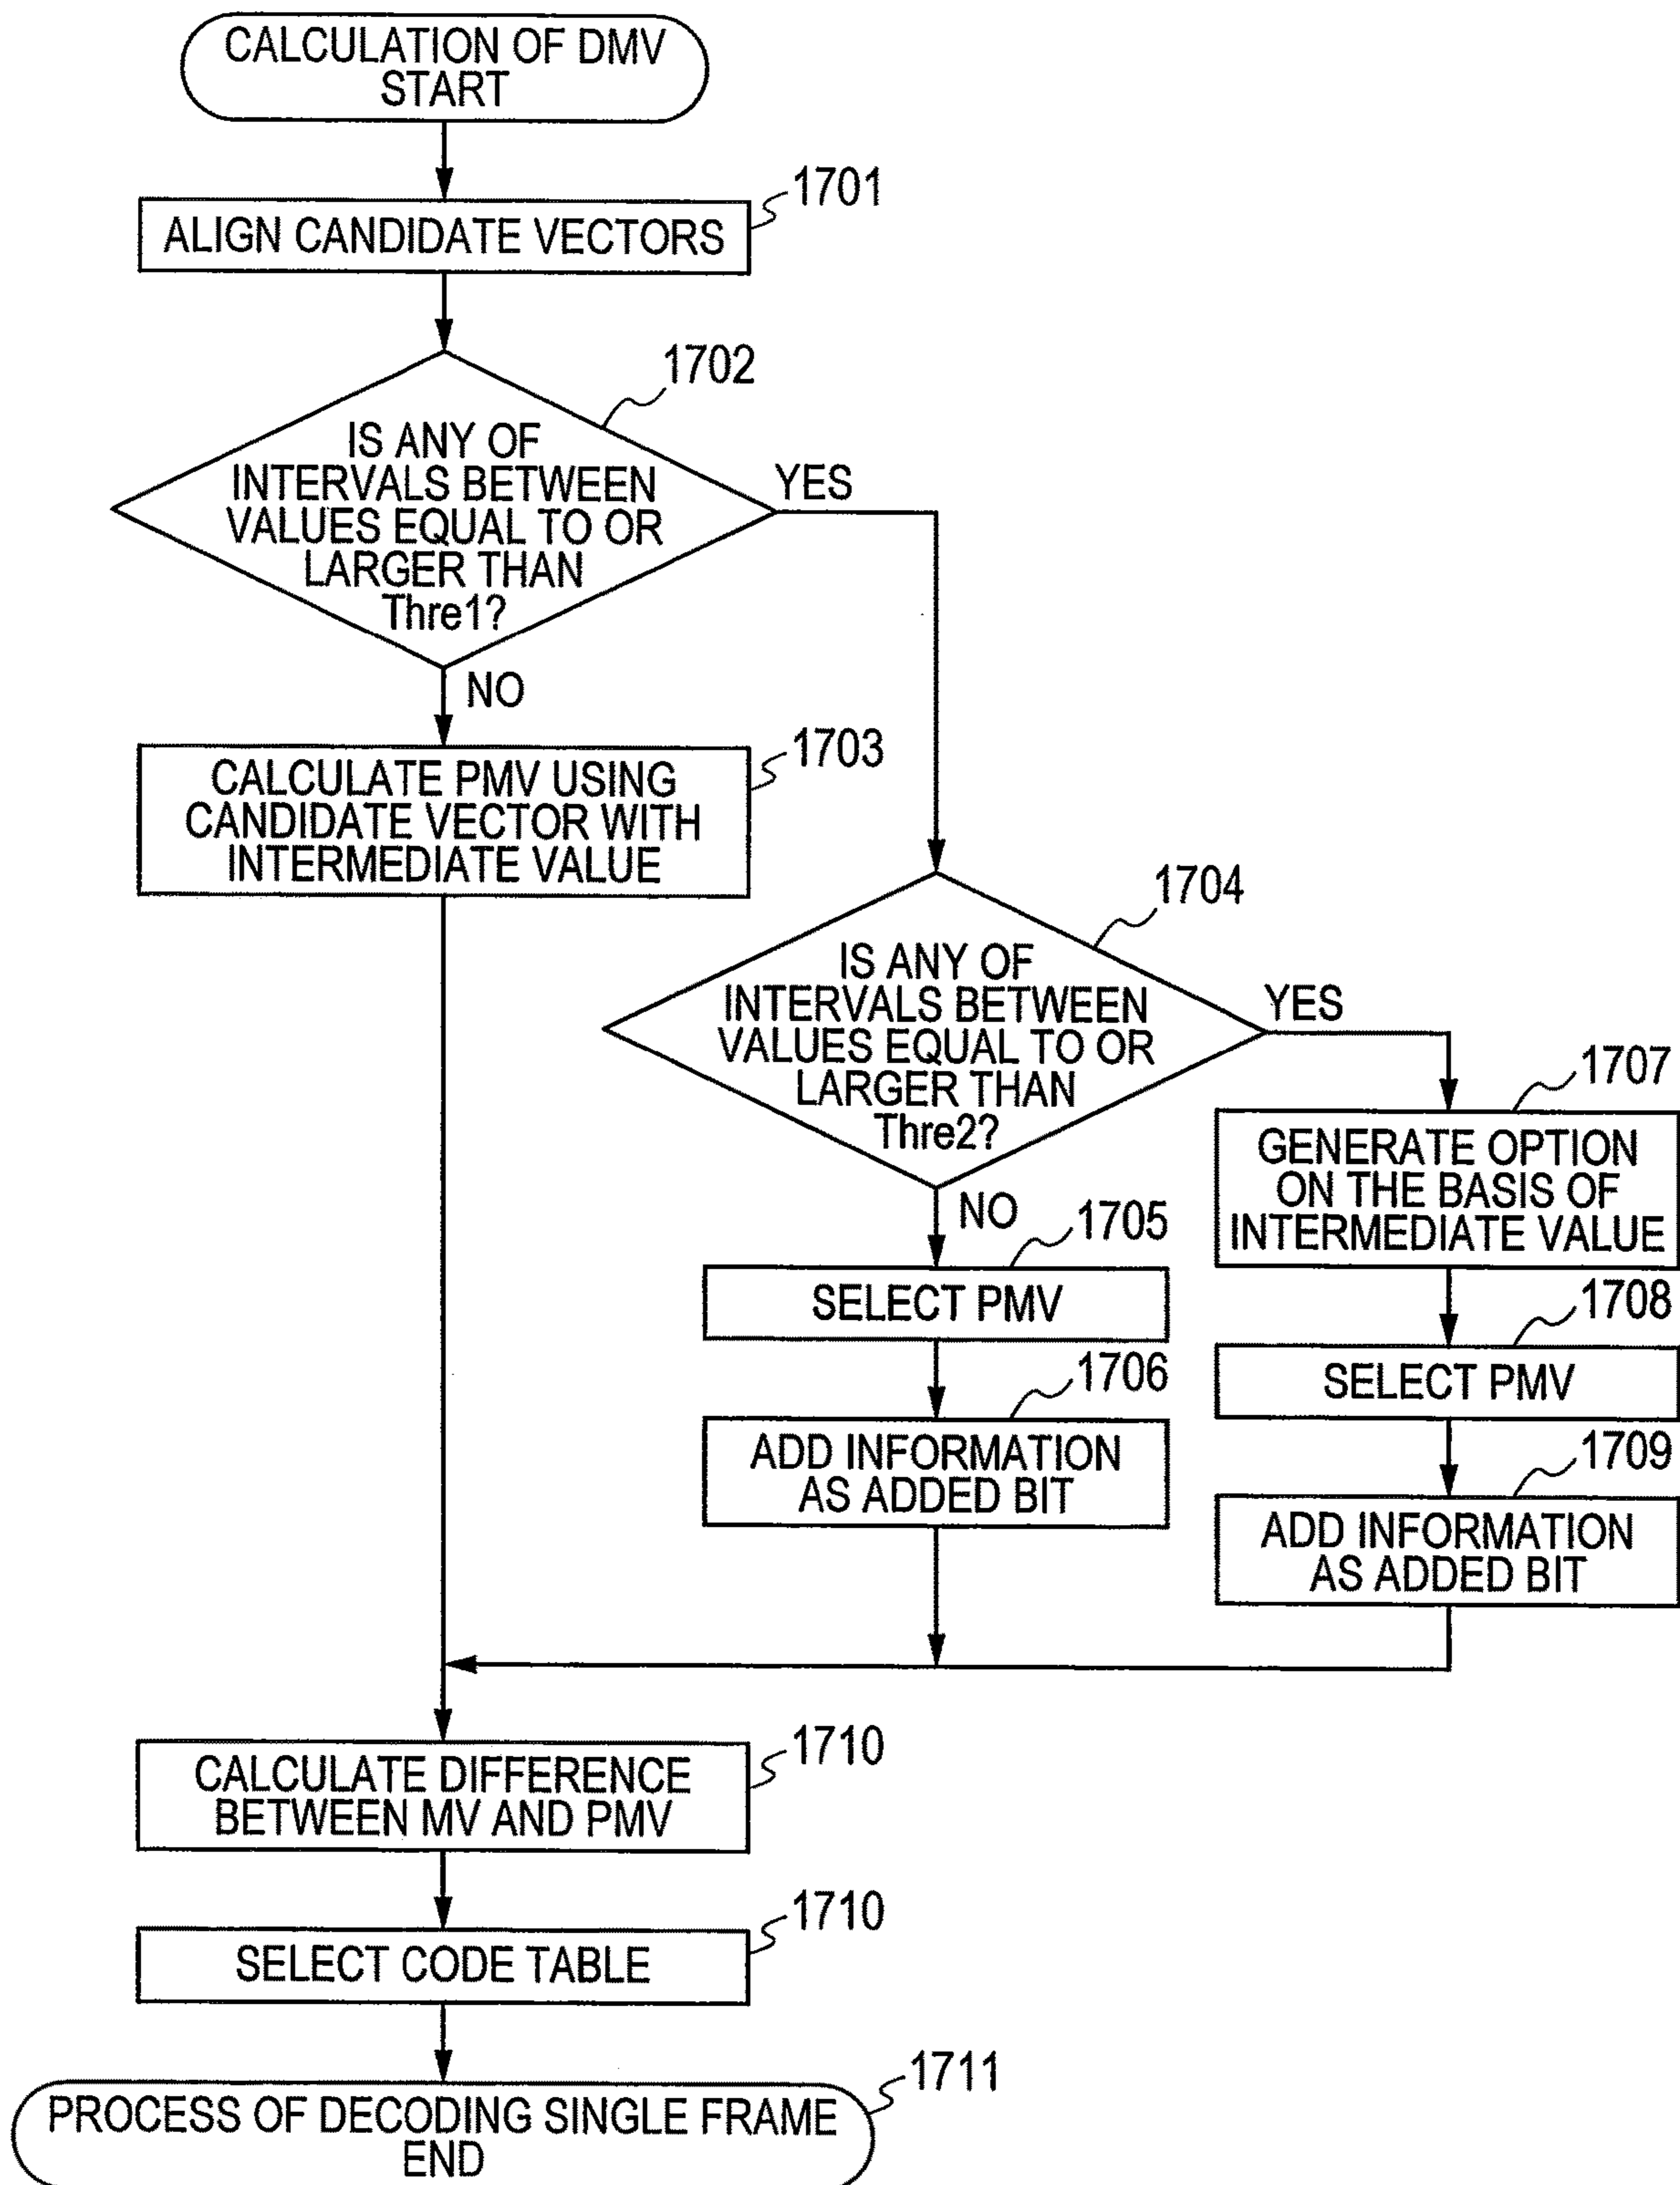 CALCULATION OF DMV
START
1701
ALIGN CANDIDATE VECTORS
1702
IS ANY OF
INTERVALS BETWEEN
VALUES EQUAL TO OR
LARGER THAN
Thre1?
YES
NO
1703
CALCULATE PMV USING
CANDIDATE VECTOR WITH
INTERMEDIATE VALUE
1704
IS ANY OF
INTERVALS BETWEEN
VALUES EQUAL TO OR
LARGER THAN
Thre2?
YES
NO
1705
SELECT PMV
1706
ADD INFORMATION
AS ADDED BIT
1707
GENERATE OPTION
ON THE BASIS OF
INTERMEDIATE VALUE
1708
SELECT PMV
1709
ADD INFORMATION
AS ADDED BIT
1710
CALCULATE DIFFERENCE
BETWEEN MV AND PMV
1710
SELECT CODE TABLE
1711
PROCESS OF DECODING SINGLE FRAME
END